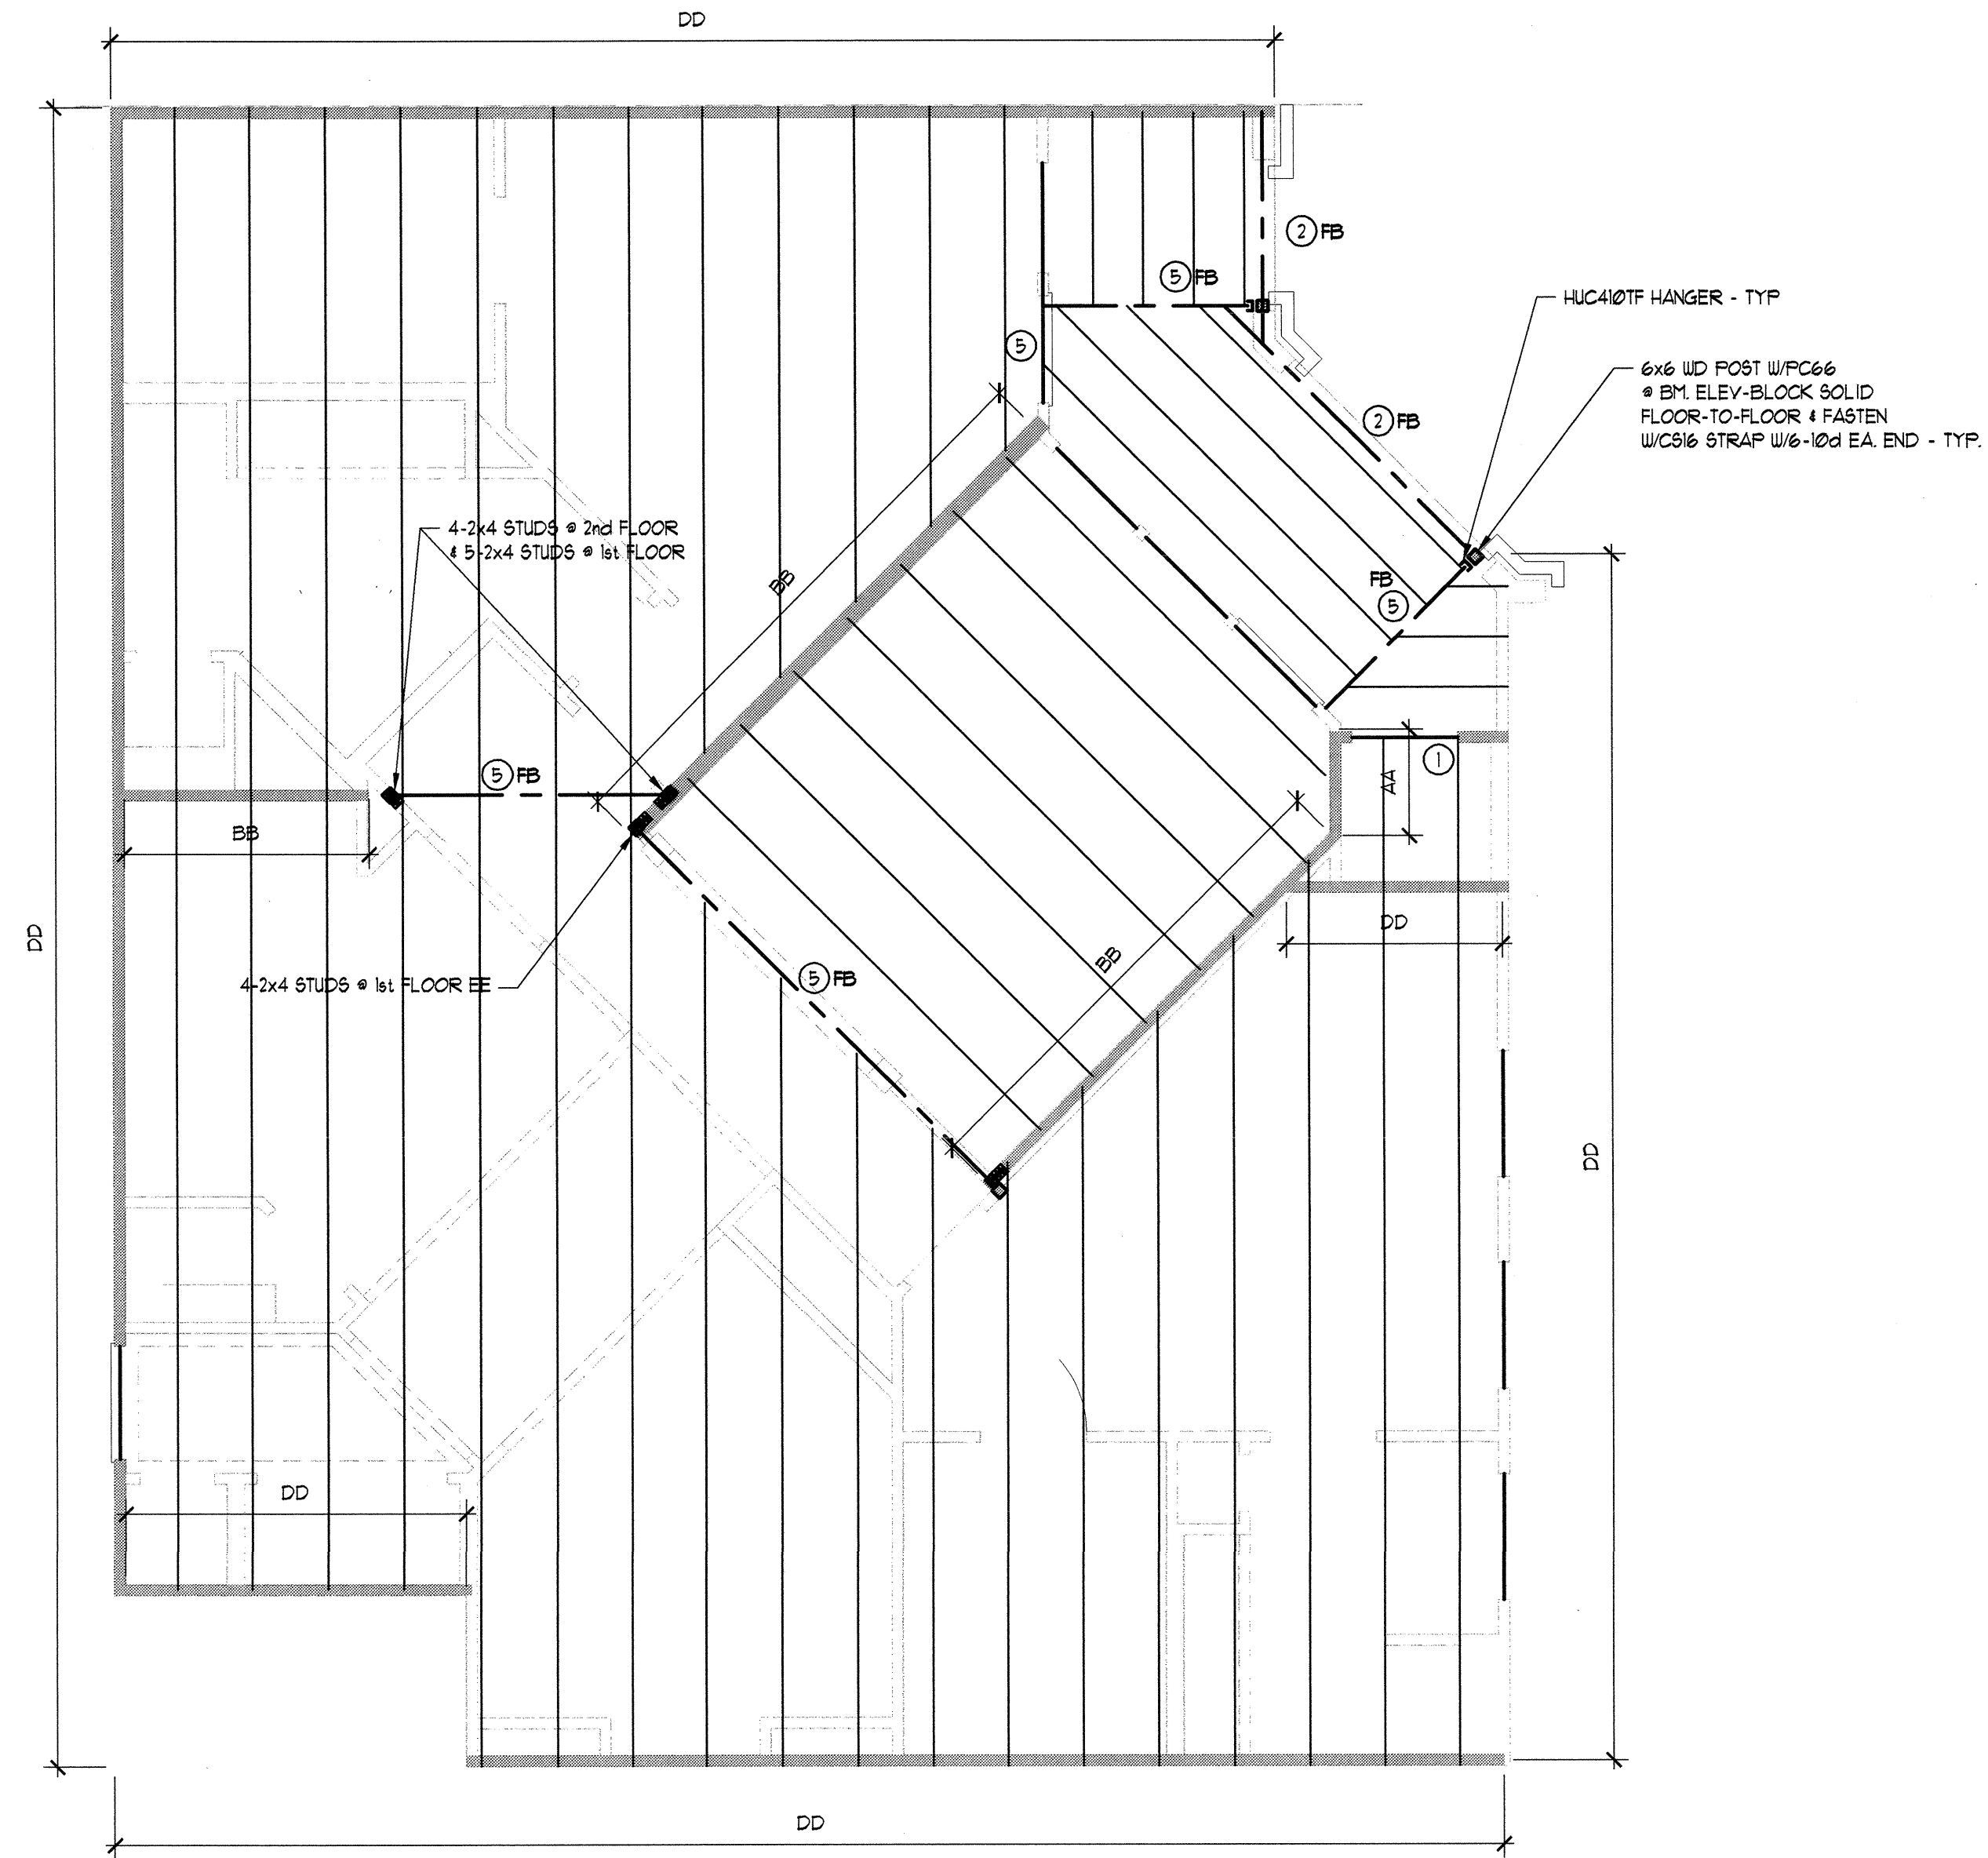 DD
2 FB
5 FB
HUC410TF HANGER - TYP
5
6x6 WD POST W/PC66
@ BM. ELEV-BLOCK SOLID
FLOOR-TO-FLOOR & FASTEN
W/CS16 STRAP W/6-10d EA. END - TYP.
2 FB
4-2x4 STUDS @ 2nd FLOOR
& 5-2x4 STUDS @ 1st FLOOR
BB
FB
5
1
5 FB
AA
BB
DD
DD
BB
5 FB
4-2x4 STUDS @ 1st FLOOR EE
DD
DD
DD